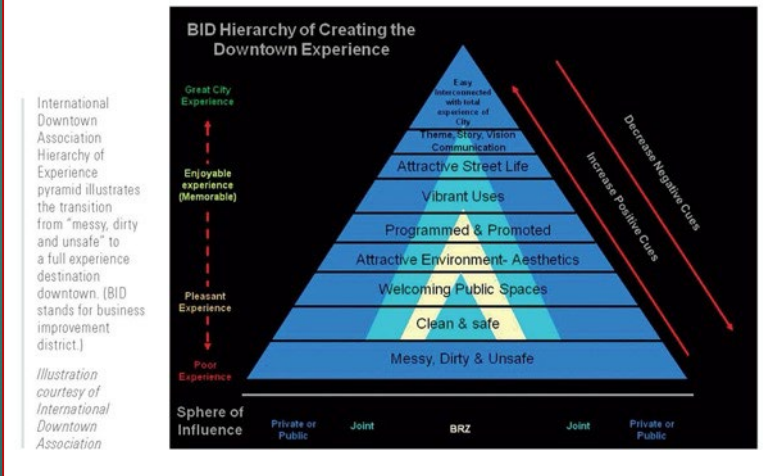 International
Downtown
Association
Hierarchy of
Experience
pyramid illustrates
the transition
from “messy, dirty
and unsafe” to
a full experience
destination
downtown. (BID
stands for business
improvement
district.)
Illustration
courtesy of
International
Downtown
Association
BID Hierarchy of Creating the
Downtown Experience
Great City
Experience
Enjoyable
experience
(Memorable)
Pleasant
Experience
Poor
Experience
Easy
Interconnected
with total
experience of
City
Theme, Story, Vision
Communication
Attractive Street Life
Vibrant Uses
Programmed & Promoted
Attractive Environment- Aesthetics
Welcoming Public Spaces
Clean & safe
Messy, Dirty & Unsafe
Increase Positive Cues
Decrease Negative Cues
Sphere of
Influence
Private or
Public
Joint
BRZ
Joint
Private or
Public